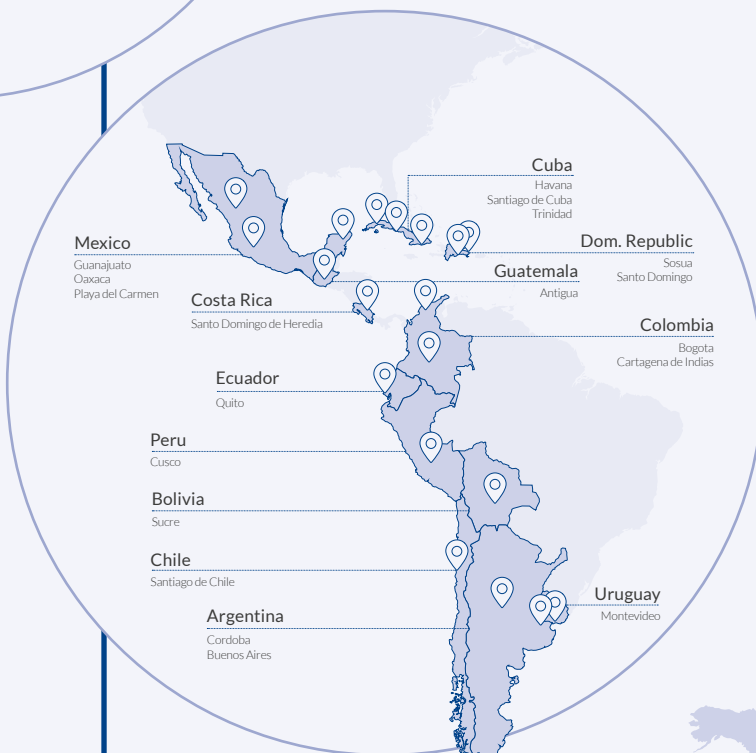 Cuba
Havana
Santiago de Cuba
Trinidad
Mexico
Guanajuato
Oaxaca
Playa del Carmen
Dom. Republic
Sosua
Santo Domingo
Guatemala
Antigua
Costa Rica
Santo Domingo de Heredia
Colombia
Bogota
Cartagena de Indias
Ecuador
Quito
Peru
Cusco
Bolivia
Sucre
Chile
Santiago de Chile
Uruguay
Montevideo
Argentina
Cordoba
Buenos Aires